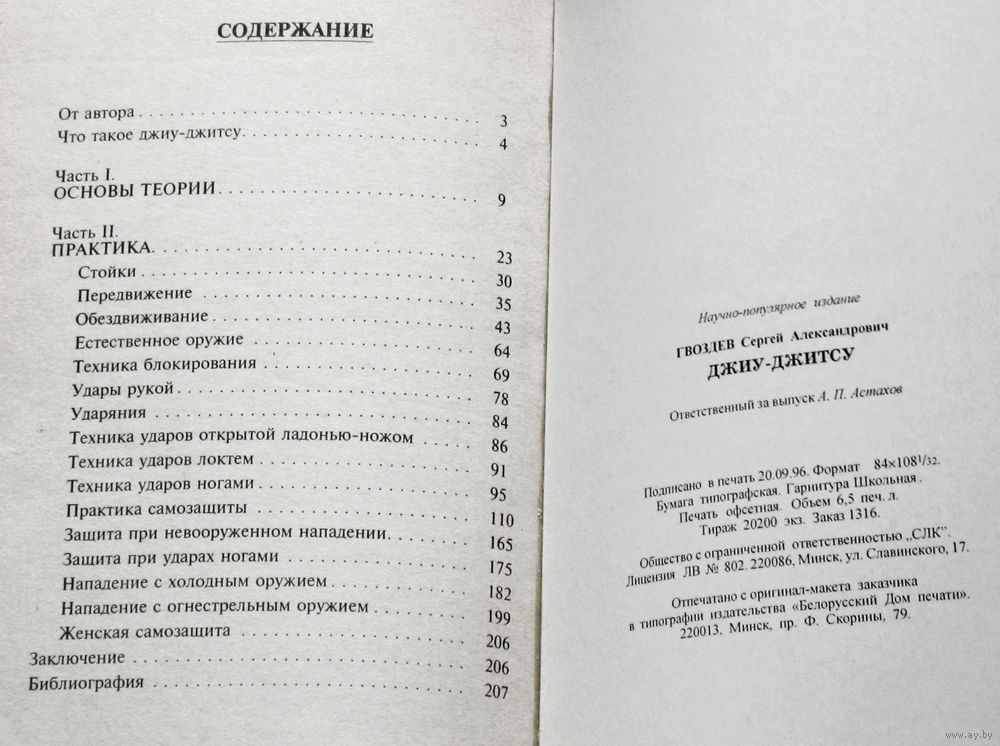 СОДЕРЖАНИЕ
От автора 3
Что такое джиу-джитсу 4
Часть I.
ОСНОВЫ ТЕОРИИ 9
Часть II.
ПРАКТИКА 23
Стойки 30
Передвижение 35
Обездвиживание 43
Естественное оружие 64
Техника блокирования 69
Удары рукой 78
Ударяния 84
Техника ударов открытой ладонью-ножом 86
Техника ударов локтем 91
Техника ударов ногами 95
Практика самозащиты 110
Защита при невооруженном нападении 165
Защита при ударах ногами 175
Нападение с холодным оружием 182
Нападение с огнестрельным оружием 199
Женская самозащита 206
Заключение 206
Библиография 207
Научно-популярное издание
ГВОЗДЕВ Сергей Александрович
ДЖИУ-ДЖИТСУ
Ответственный за выпуск А. П. Астахов
Подписано в печать 20.09.96. Формат 84×108 1/32.
Бумага типографская. Гарнитура Школьная.
Печать офсетная. Объем 6,5 печ. л.
Тираж 20200 экз. Заказ 1316.
Общество с ограниченной ответственностью „СЛК".
Лицензия ЛВ № 802. 220086, Минск, ул. Славинского, 17.
Отпечатано с оригинал-макета заказчика
в типографии издательства «Белорусский Дом печати».
220013, Минск, пр. Ф. Скорины, 79.
www.ay.by